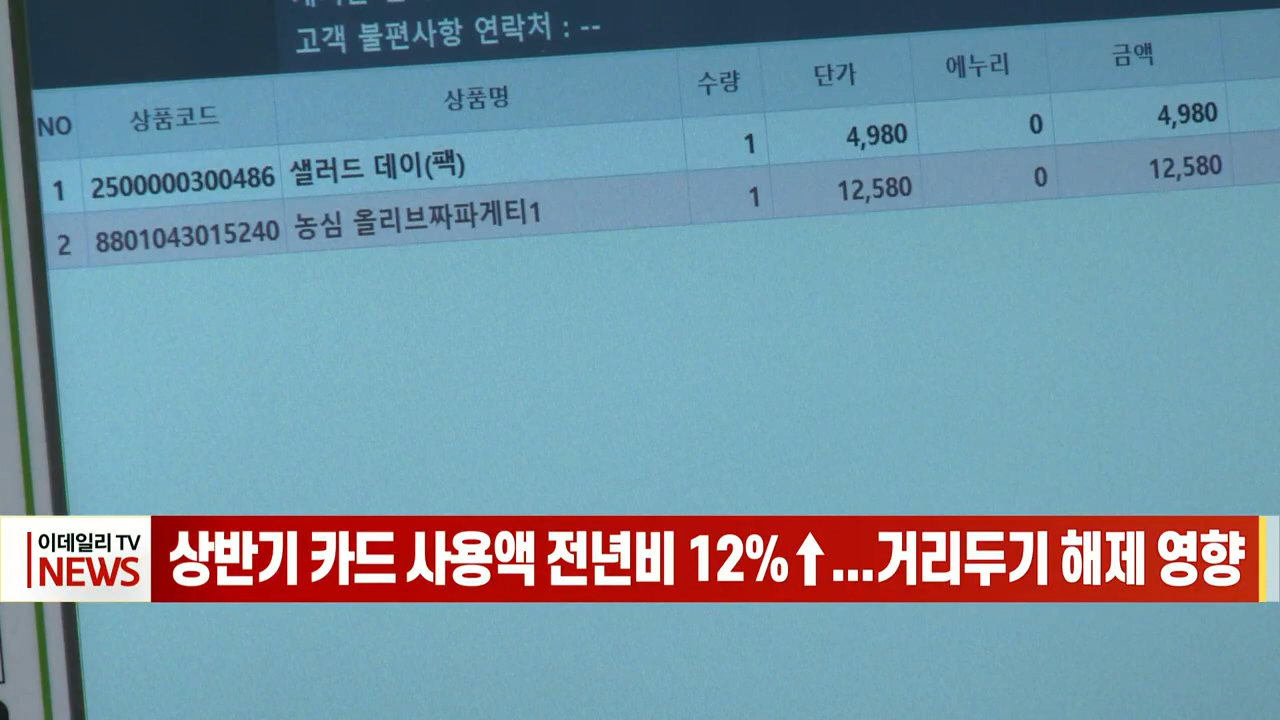 고객 불편사항 연락처 : --
NO 상품코드 상품명 수량 단가 에누리 금액
1 2500000300486 샐러드 데이(팩) 1 4,980 0 4,980
2 8801043015240 농심 올리브짜파게티1 1 12,580 0 12,580
이데일리 TV
NEWS
상반기 카드 사용액 전년비 12%↑...거리두기 해제 영향